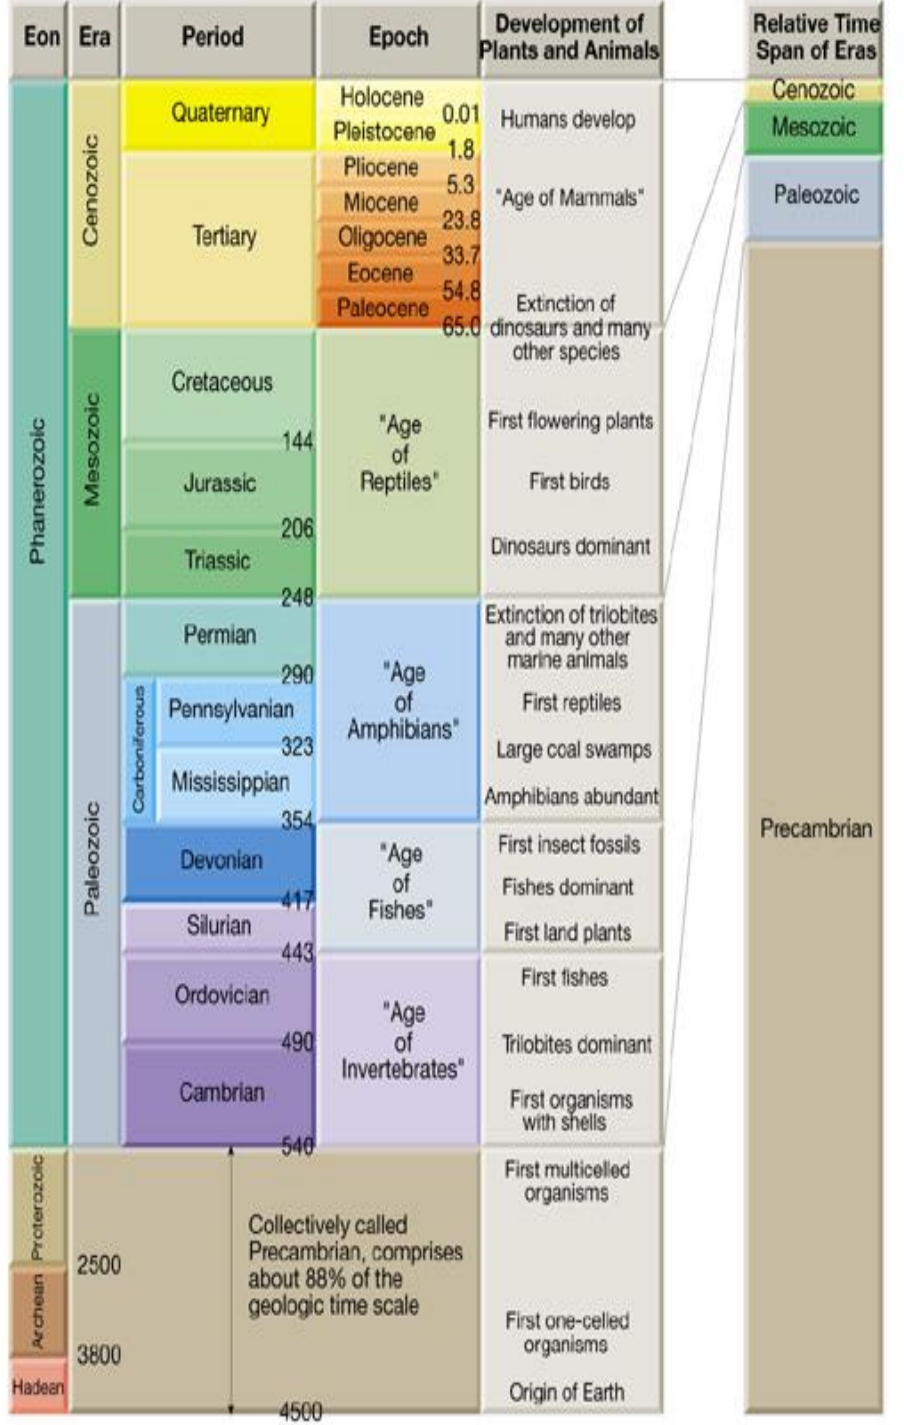 Eon
Era
Period
Epoch
Development of
Plants and Animals
Relative Time
Span of Eras
Phanerozoic
Cenozoic
Quaternary
Holocene
0.01
Pleistocene
1.8
Tertiary
Pliocene
5.3
Miocene
23.8
Oligocene
33.7
Eocene
54.8
Paleocene
65.0
Humans develop
"Age of Mammals"
Extinction of
dinosaurs and many
other species
Mesozoic
Cretaceous
144
Jurassic
206
Triassic
248
"Age
of
Reptiles"
First flowering plants
First birds
Dinosaurs dominant
Paleozoic
Permian
290
Carboniferous
Pennsylvanian
323
Mississippian
354
"Age
of
Amphibians"
Extinction of trilobites
and many other
marine animals
First reptiles
Large coal swamps
Amphibians abundant
Devonian
417
Silurian
443
"Age
of
Fishes"
First insect fossils
Fishes dominant
First land plants
Ordovician
490
Cambrian
540
"Age
of
Invertebrates"
First fishes
Trilobites dominant
First organisms
with shells
Proterozoic
2500
Archean
3800
Hadean
4500
Collectively called
Precambrian, comprises
about 88% of the
geologic time scale
First multicelled
organisms
First one-celled
organisms
Origin of Earth
Cenozoic
Mesozoic
Paleozoic
Precambrian